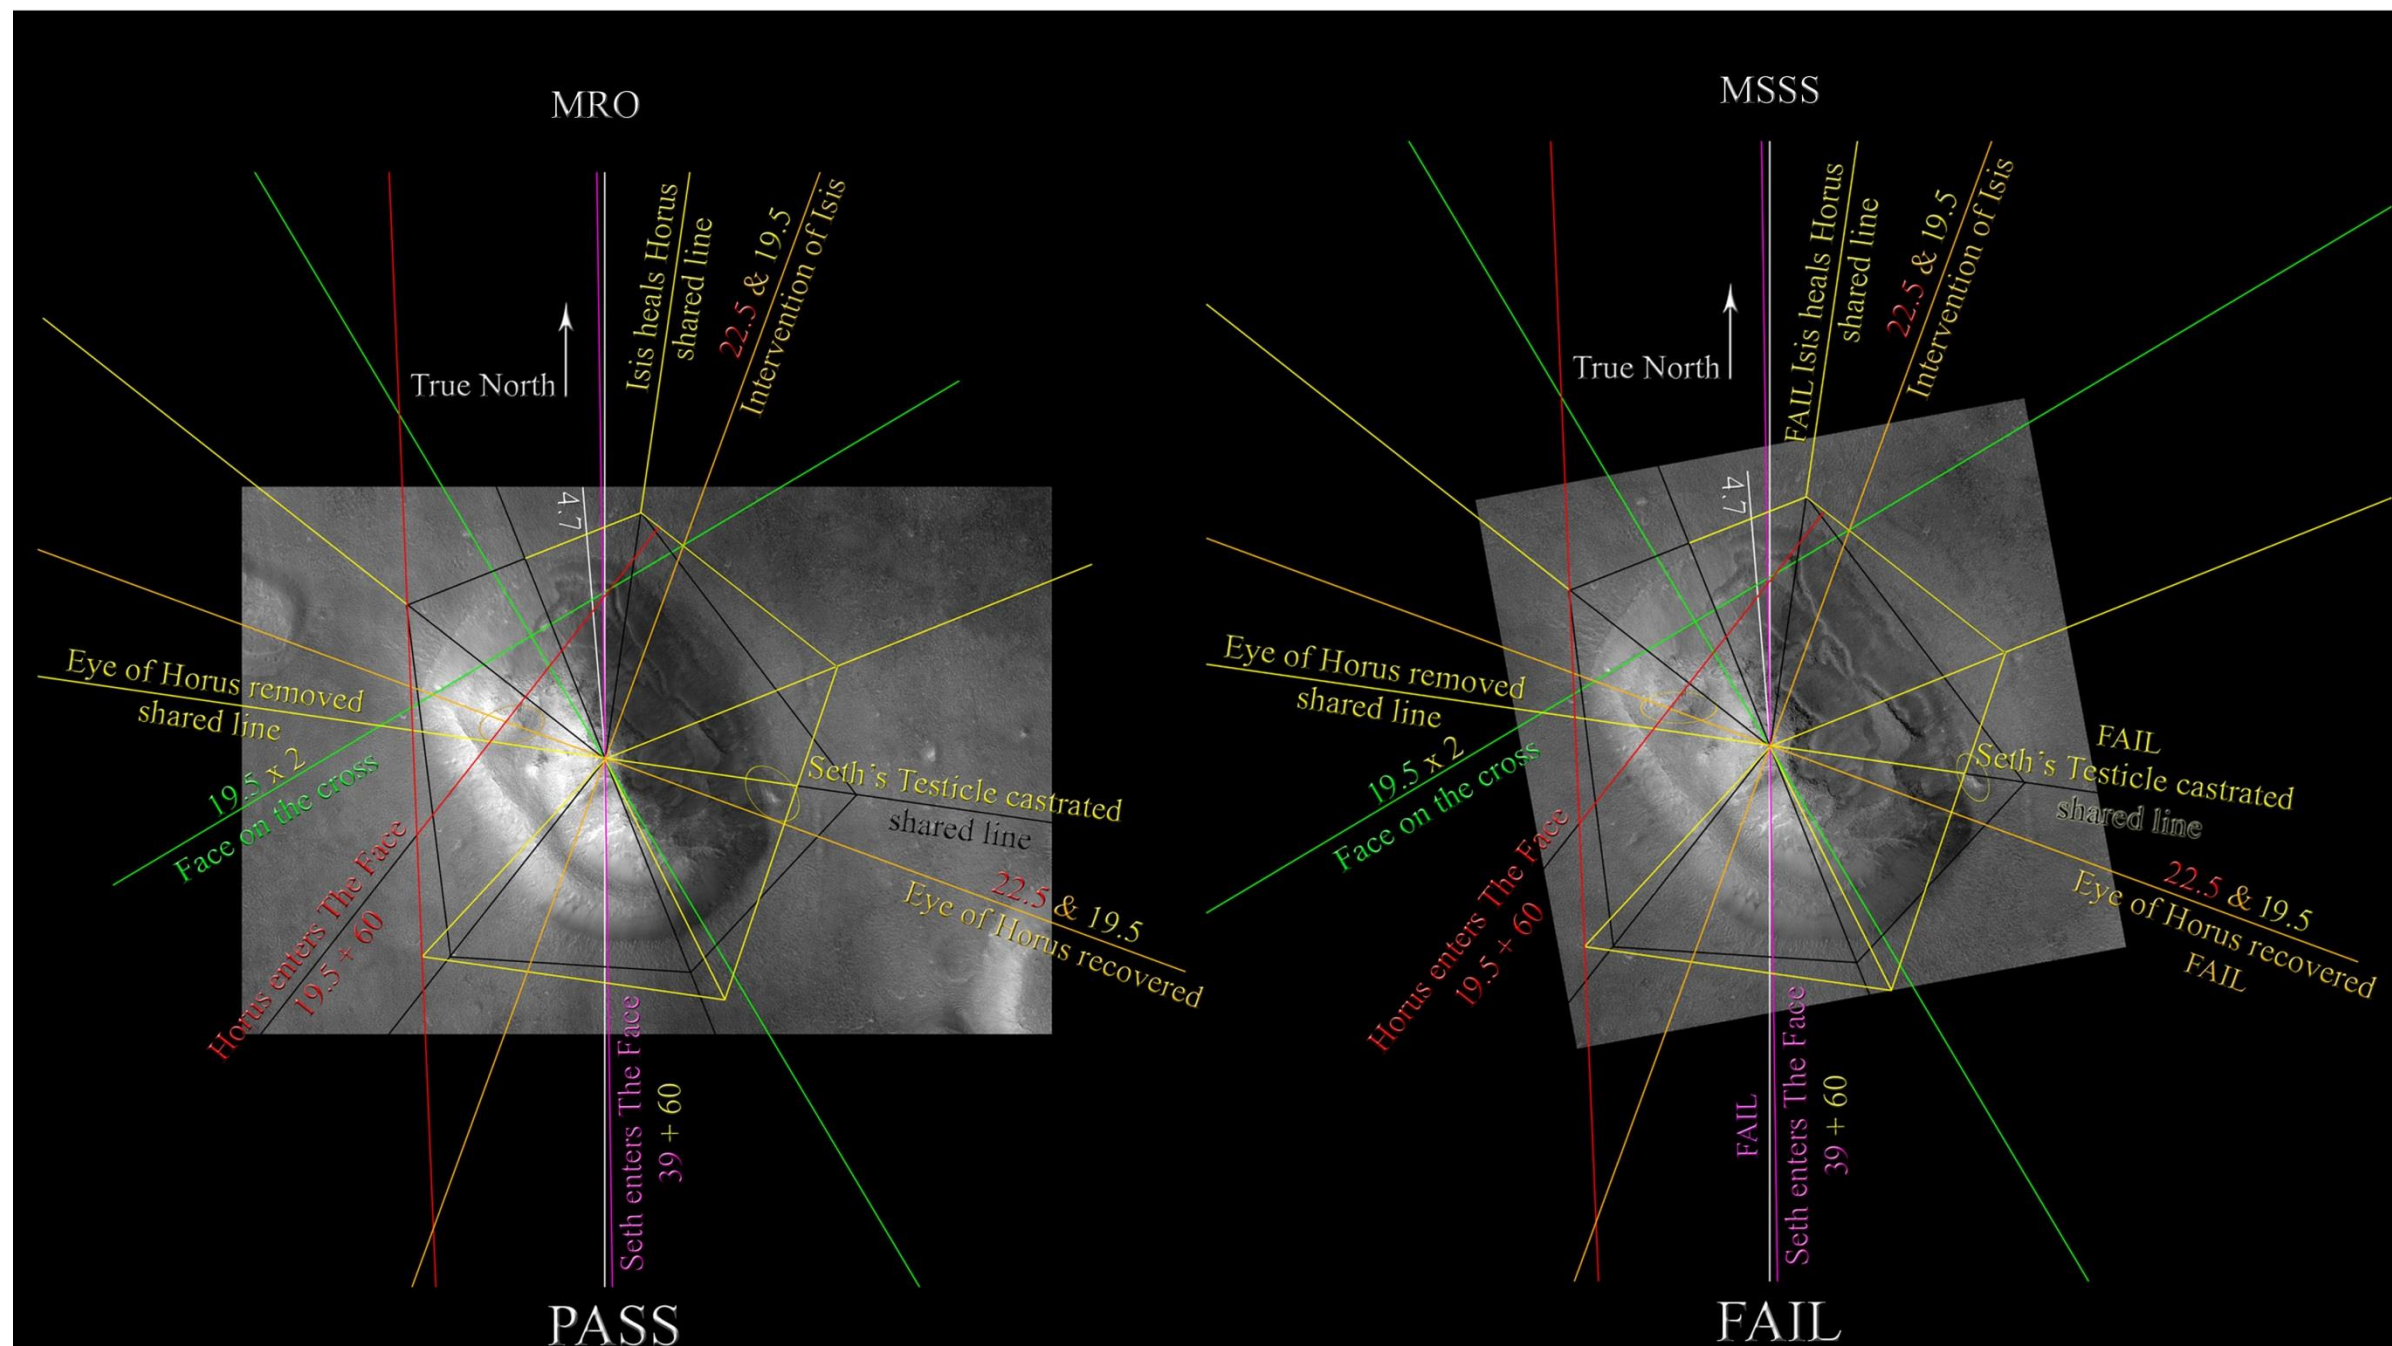 MRO
True North
4.7
Isis heals Horus
shared line
22.5 & 19.5
Intervention of Isis
Eye of Horus removed
shared line
19.5 x 2
Face on the cross
Horus enters The Face
19.5 + 60
Seth's Testicle castrated
shared line
22.5 & 19.5
Eye of Horus recovered
Seth enters The Face
39 + 60
PASS
MSSS
True North
4.7
FAIL Isis heals Horus
shared line
22.5 & 19.5
Intervention of Isis
Eye of Horus removed
shared line
19.5 x 2
Face on the cross
Horus enters The Face
19.5 + 60
FAIL
Seth's Testicle castrated
shared line
22.5 & 19.5
Eye of Horus recovered
FAIL
FAIL
Seth enters The Face
39 + 60
FAIL